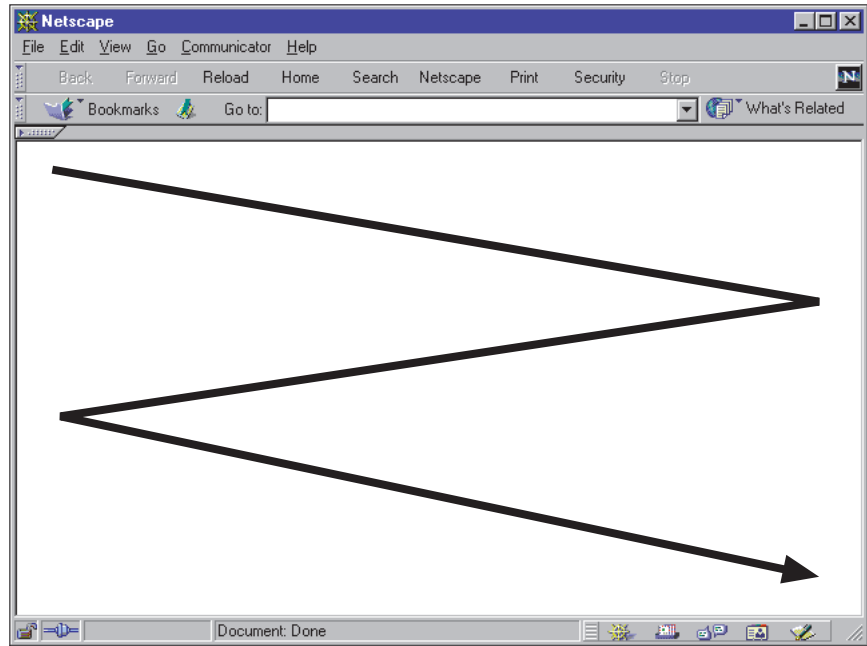 Netscape
File Edit View Go Communicator Help
Back Forward Reload Home Search Netscape Print Security Stop N
Bookmarks Go to: What's Related
Document: Done